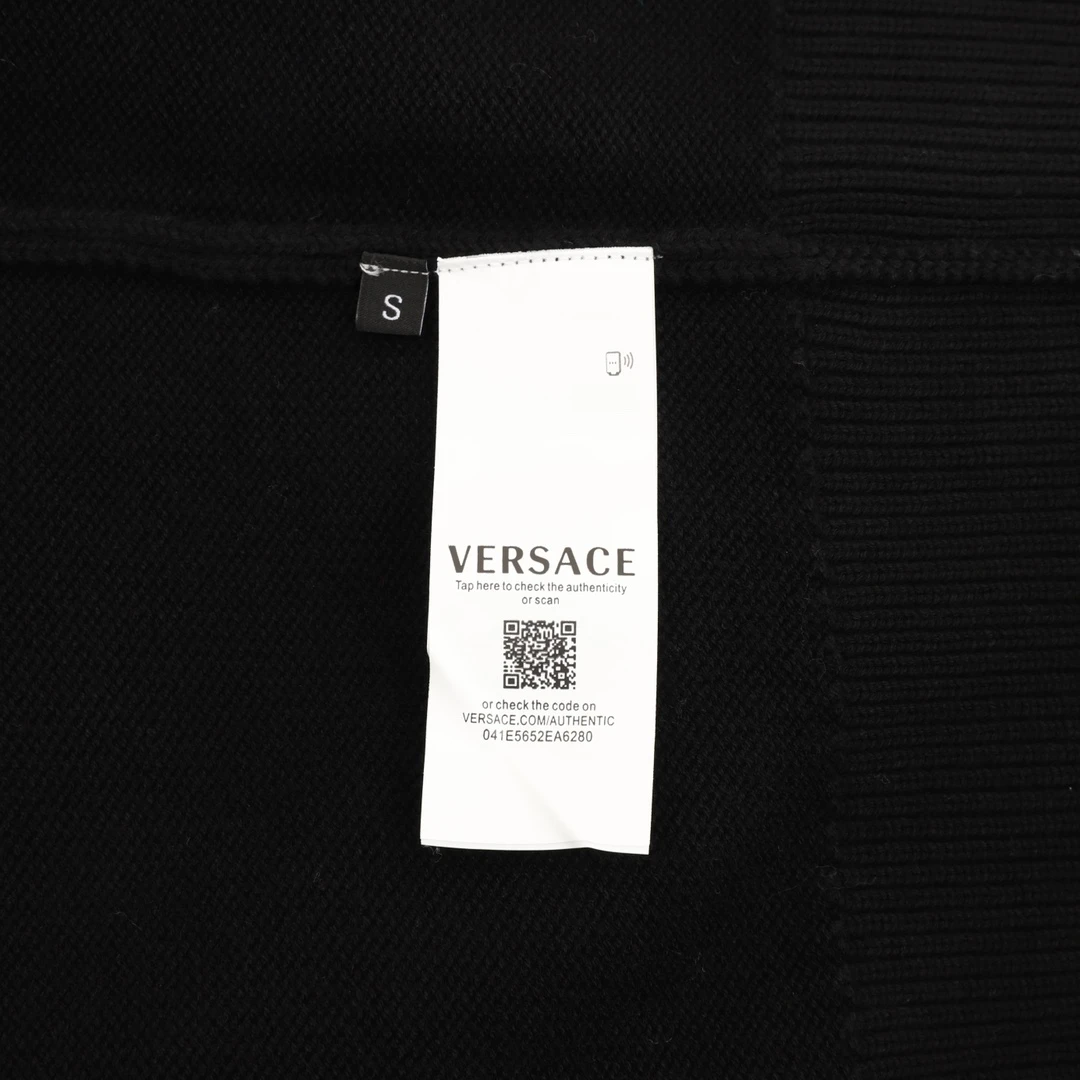 S
VERSACE
Tap here to check the authenticity
or scan
or check the code on
VERSACE.COM/AUTHENTIC
041E5652EA6280